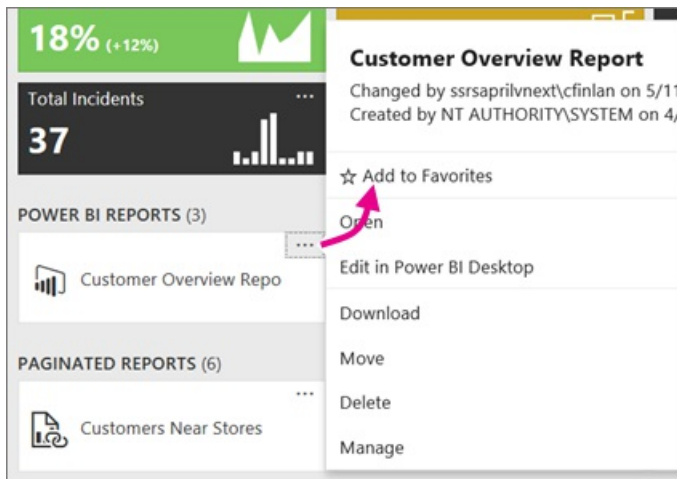 18% (+12%)
Total Incidents
...
37
POWER BI REPORTS (3)
...
Customer Overview Repo
PAGINATED REPORTS (6)
...
Customers Near Stores
Customer Overview Report
Changed by ssrsaprilvnext\cfinlan on 5/11
Created by NT AUTHORITY\SYSTEM on 4/
Add to Favorites
Open
Edit in Power BI Desktop
Download
Move
Delete
Manage